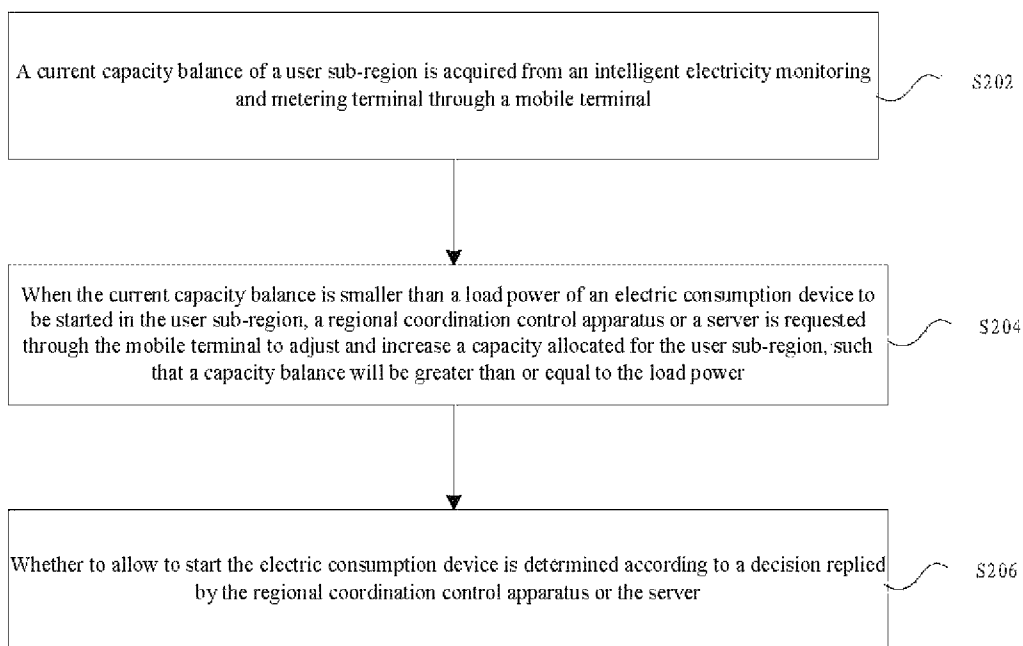 A current capacity balance of a user sub-region is acquired from an intelligent electricity monitoring
and metering terminal through a mobile terminal
S202
When the current capacity balance is smaller than a load power of an electric consumption device to
be started in the user sub-region, a regional coordination control apparatus or a server is requested
through the mobile terminal to adjust and increase a capacity allocated for the user sub-region, such
that a capacity balance will be greater than or equal to the load power
S204
Whether to allow to start the electric consumption device is determined according to a decision replied
by the regional coordination control apparatus or the server
S206